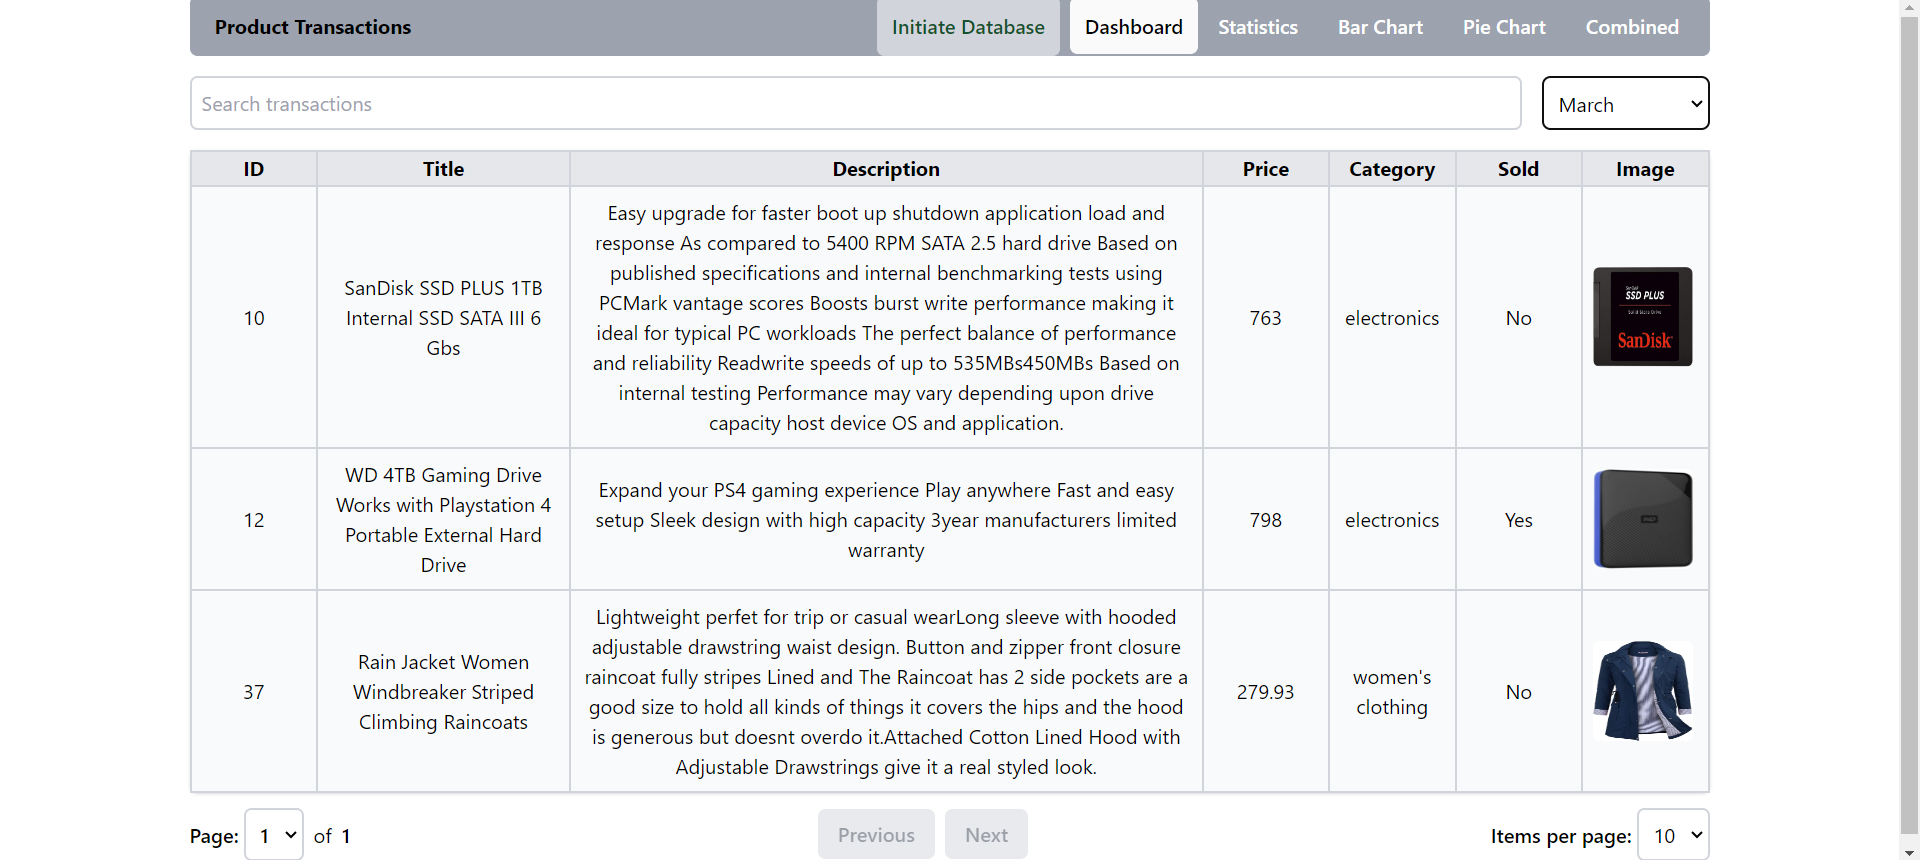 Product Transactions
Initiate Database
Dashboard
Statistics
Bar Chart
Pie Chart
Combined
Search transactions
March
ID
Title
Description
Price
Category
Sold
Image
10
SanDisk SSD PLUS 1TB
Internal SSD SATA III 6
Gbs
Easy upgrade for faster boot up shutdown application load and
response As compared to 5400 RPM SATA 2.5 hard drive Based on
published specifications and internal benchmarking tests using
PCMark vantage scores Boosts burst write performance making it
ideal for typical PC workloads The perfect balance of performance
and reliability Readwrite speeds of up to 535MBs450MBs Based on
internal testing Performance may vary depending upon drive
capacity host device OS and application.
763
electronics
No
SanDisk
SSD PLUS
Solid State Drive
SanDisk
12
WD 4TB Gaming Drive
Works with Playstation 4
Portable External Hard
Drive
Expand your PS4 gaming experience Play anywhere Fast and easy
setup Sleek design with high capacity 3year manufacturers limited
warranty
798
electronics
Yes
37
Rain Jacket Women
Windbreaker Striped
Climbing Raincoats
Lightweight perfet for trip or casual wearLong sleeve with hooded
adjustable drawstring waist design. Button and zipper front closure
raincoat fully stripes Lined and The Raincoat has 2 side pockets are a
good size to hold all kinds of things it covers the hips and the hood
is generous but doesnt overdo it.Attached Cotton Lined Hood with
Adjustable Drawstrings give it a real styled look.
279.93
women's
clothing
No
Page: 1 of 1
Previous
Next
Items per page: 10